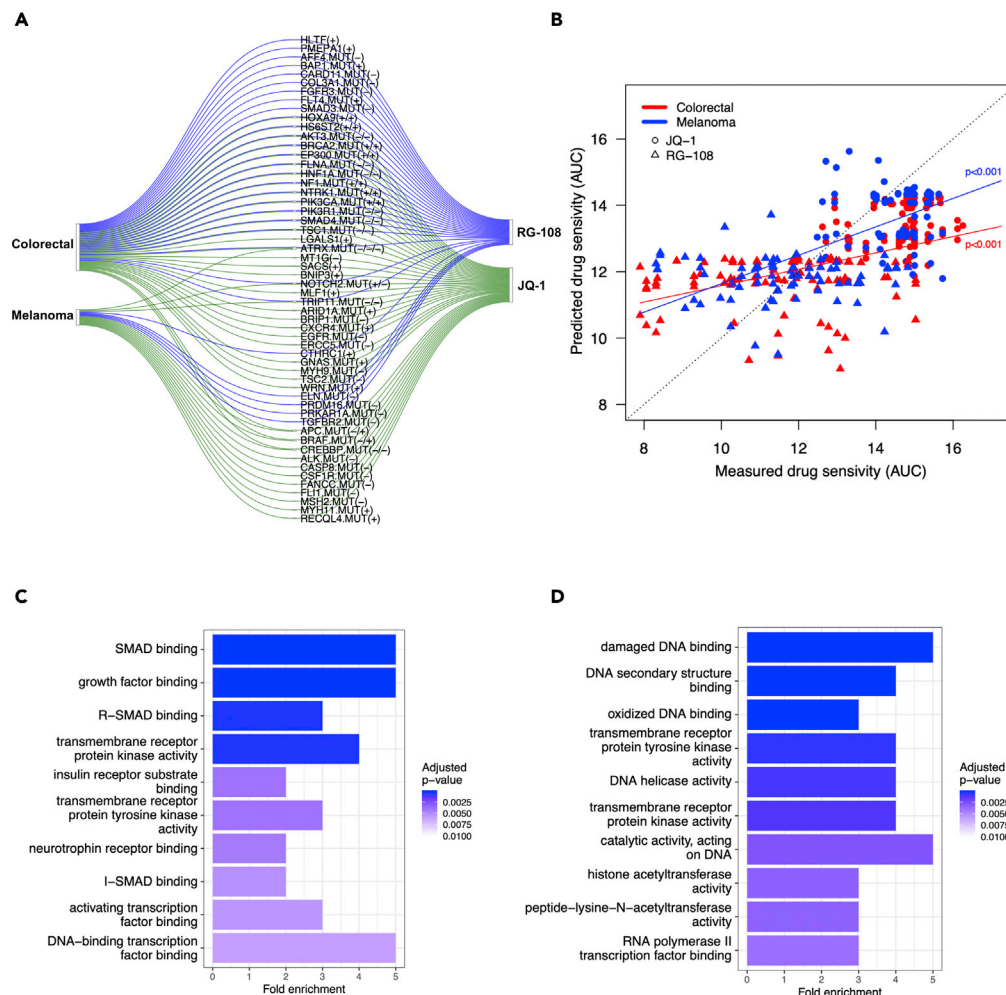 A
HLTF(+)
PMEPA1(+)
AFF4.MUT(−)
BAP1.MUT(+)
CARD11.MUT(−)
COL3A1.MUT(−)
FGFR3.MUT(−)
FLT4.MUT(+)
SMAD3.MUT(−)
HOXA9(+/+)
HS6ST2(+/+)
AKT3.MUT(−/−)
BRCA2.MUT(+/+)
EP300.MUT(+/+)
FLNA.MUT(−/−)
HNF1A.MUT(−/−)
NF1.MUT(+/+)
NTRK1.MUT(+/+)
PIK3CA.MUT(+/+)
PIK3R1.MUT(−/−)
SMAD4.MUT(−/−)
TSC1.MUT(−/−)
LGALS1(+)
ATRX.MUT(−/−/−)
MT1G(−)
SACS(+)
BNIP3(+)
NOTCH2.MUT(+/−)
MLF1(+)
TRIP11.MUT(−/−)
ARID1A.MUT(+)
BRIP1.MUT(−)
CXCR4.MUT(+)
EGFR.MUT(−)
ERCC5.MUT(−)
CTHRC1(+)
GNAS.MUT(+)
MYH9.MUT(−)
TSC2.MUT(−)
WRN.MUT(+)
ELN.MUT(−)
PRDM16.MUT(−)
PRKAR1A.MUT(−)
TGFBR2.MUT(−)
APC.MUT(−/+)
BRAF.MUT(−/+)
CREBBP.MUT(−/−)
ALK.MUT(−)
CASP8.MUT(−)
CSF1R.MUT(−)
FANCC.MUT(−)
FLI1.MUT(−)
MSH2.MUT(−)
MYH11.MUT(+)
RECQL4.MUT(+)
Colorectal
Melanoma
RG-108
JQ-1
B
Predicted drug sensivity (AUC)
16
14
12
10
8
Colorectal
Melanoma
JQ-1
RG-108
p<0.001
p<0.001
8
10
12
14
16
Measured drug sensivity (AUC)
C
SMAD binding
growth factor binding
R-SMAD binding
transmembrane receptor
protein kinase activity
insulin receptor substrate
binding
transmembrane receptor
protein tyrosine kinase
activity
neurotrophin receptor binding
I-SMAD binding
activating transcription
factor binding
DNA-binding transcription
factor binding
0
1
2
3
4
5
Fold enrichment
Adjusted
p-value
0.0025
0.0050
0.0075
0.0100
D
damaged DNA binding
DNA secondary structure
binding
oxidized DNA binding
transmembrane receptor
protein tyrosine kinase
activity
DNA helicase activity
transmembrane receptor
protein kinase activity
catalytic activity, acting
on DNA
histone acetyltransferase
activity
peptide-lysine-N-acetyltransferase
activity
RNA polymerase II
transcription factor binding
0
1
2
3
4
5
Fold enrichment
Adjusted
p-value
0.0025
0.0050
0.0075
0.0100